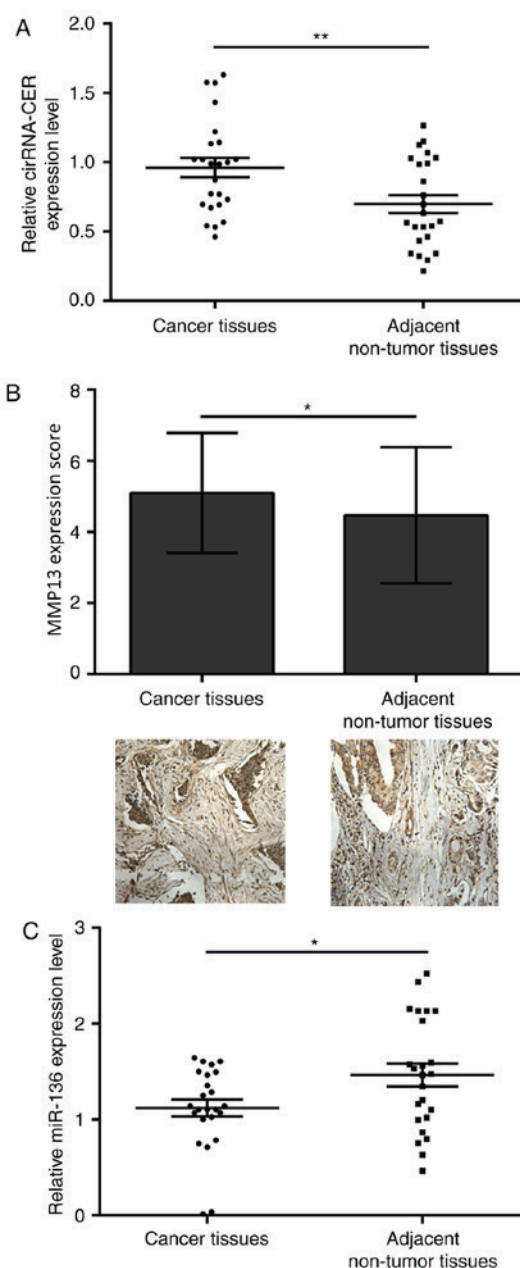 A
Relative cirRNA-CER
expression level
2.0
1.5
1.0
0.5
0.0
**
Cancer tissues
Adjacent
non-tumor tissues
B
MMP13 expression score
8
6
4
2
0
*
Cancer tissues
Adjacent
non-tumor tissues
C
Relative miR-136 expression level
3
2
1
0
*
Cancer tissues
Adjacent
non-tumor tissues